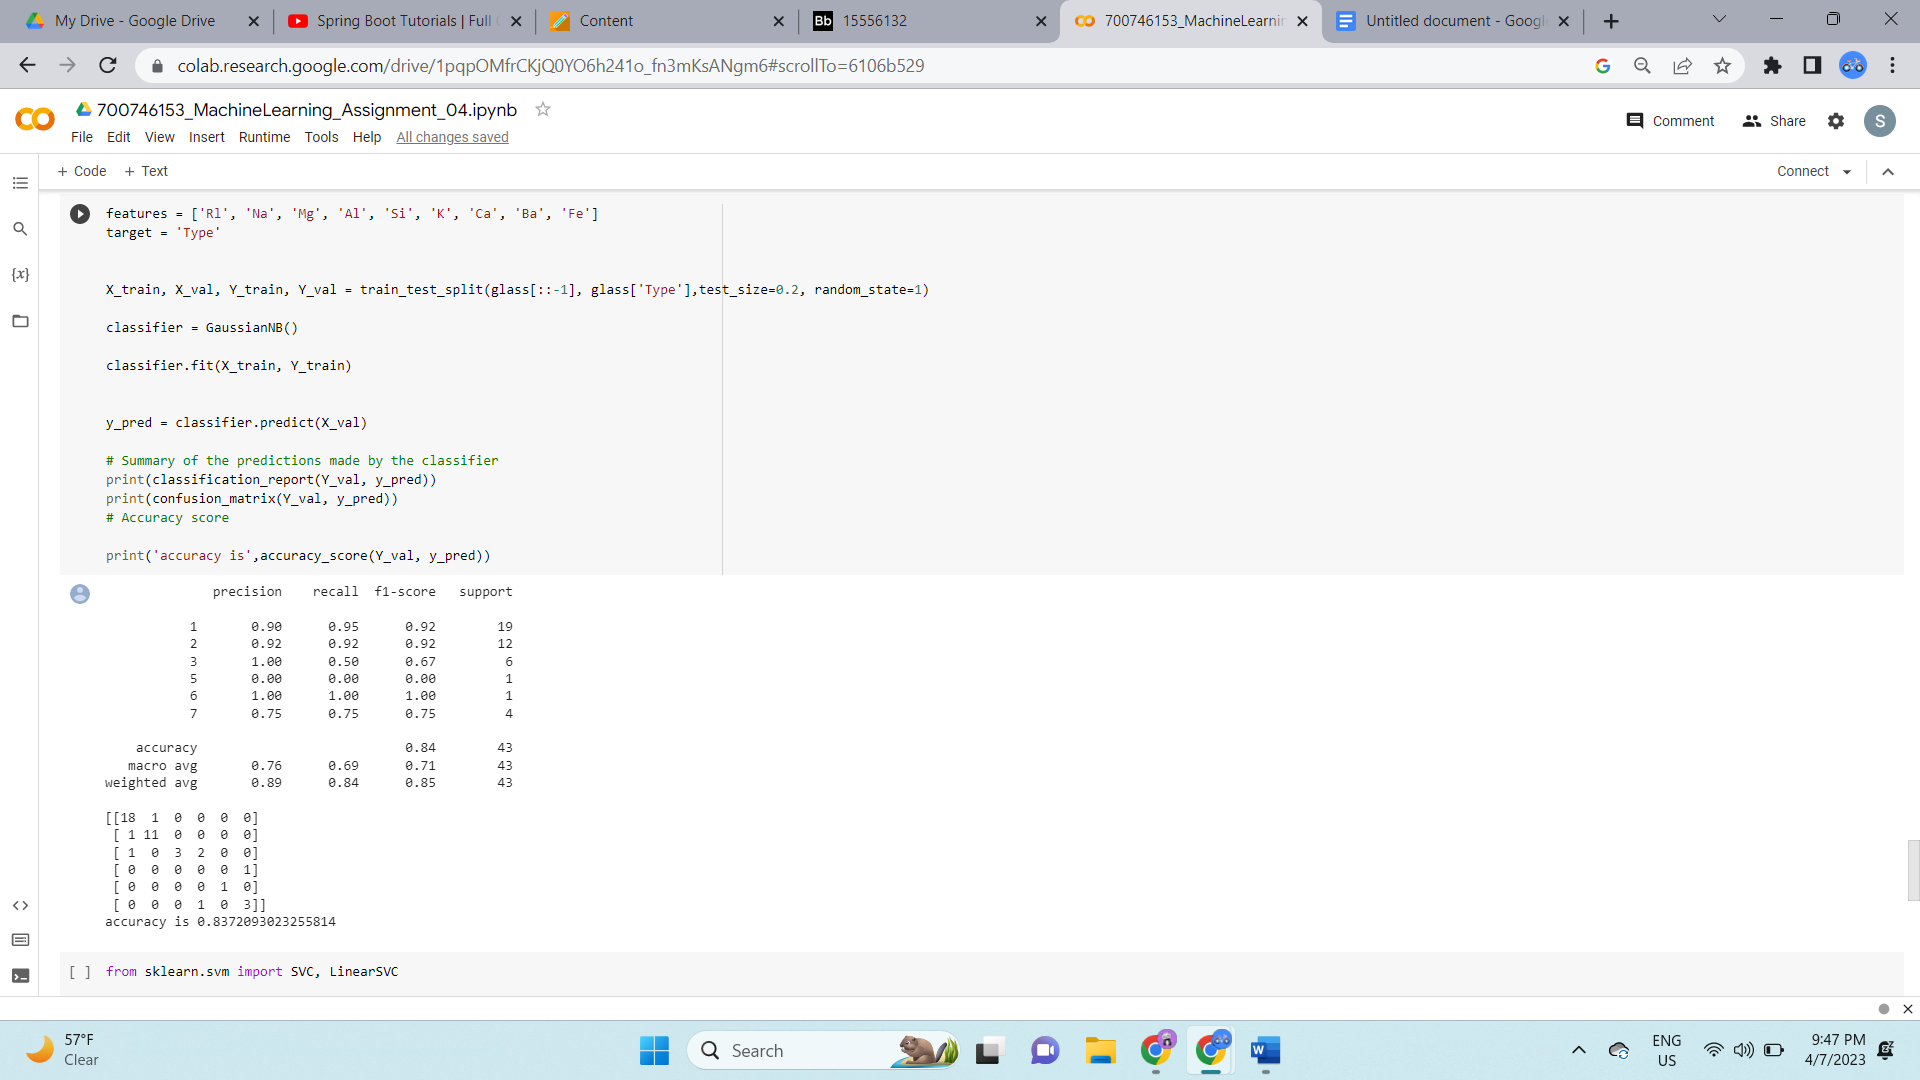 My Drive - Google Drive
Spring Boot Tutorials | Full
Content
Bb 15556132
700746153_MachineLearnin
Untitled document - Googl
colab.research.google.com/drive/1pqpOMfrCKjQ0YO6h241o_fn3mKsANgm6#scrollTo=6106b529
700746153_MachineLearning_Assignment_04.ipynb
File Edit View Insert Runtime Tools Help All changes saved
Comment Share S
+ Code + Text Connect
{x}
features = ['Rl', 'Na', 'Mg', 'Al', 'Si', 'K', 'Ca', 'Ba', 'Fe']
target = 'Type'
X_train, X_val, Y_train, Y_val = train_test_split(glass[::-1], glass['Type'],test_size=0.2, random_state=1)
classifier = GaussianNB()
classifier.fit(X_train, Y_train)
y_pred = classifier.predict(X_val)
# Summary of the predictions made by the classifier
print(classification_report(Y_val, y_pred))
print(confusion_matrix(Y_val, y_pred))
# Accuracy score
print('accuracy is',accuracy_score(Y_val, y_pred))
precision recall f1-score support
1 0.90 0.95 0.92 19
2 0.92 0.92 0.92 12
3 1.00 0.50 0.67 6
5 0.00 0.00 0.00 1
6 1.00 1.00 1.00 1
7 0.75 0.75 0.75 4
accuracy 0.84 43
macro avg 0.76 0.69 0.71 43
weighted avg 0.89 0.84 0.85 43
[[18 1 0 0 0 0]
[ 1 11 0 0 0 0]
[ 1 0 3 2 0 0]
[ 0 0 0 0 0 1]
[ 0 0 0 0 1 0]
[ 0 0 0 1 0 3]]
accuracy is 0.8372093023255814
[ ] from sklearn.svm import SVC, LinearSVC
57°F
Clear
Search
ENG
US
9:47 PM
4/7/2023